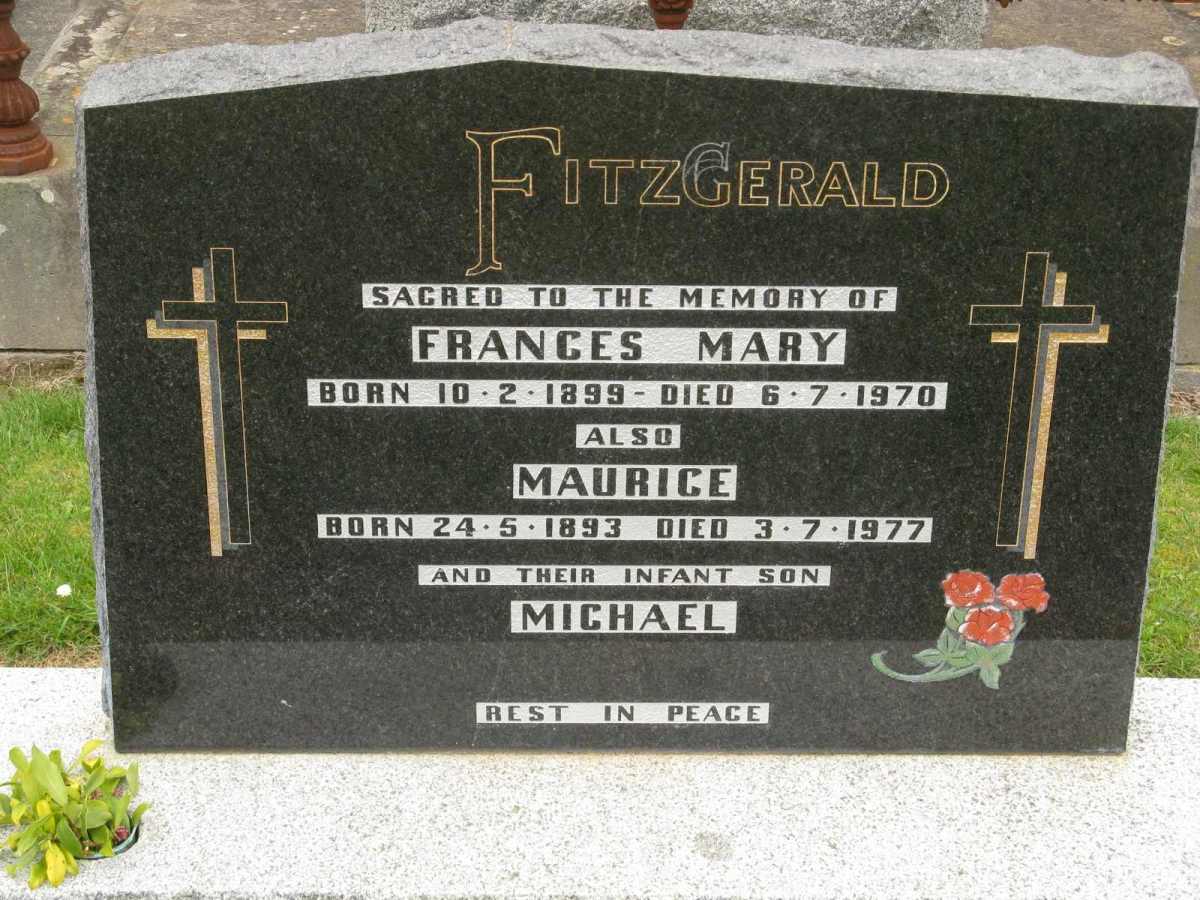 FITZGERALD
SACRED TO THE MEMORY OF
FRANCES MARY
BORN 10·2·1899 - DIED 6·7·1970
ALSO
MAURICE
BORN 24·5·1893 DIED 3·7·1977
AND THEIR INFANT SON
MICHAEL
REST IN PEACE